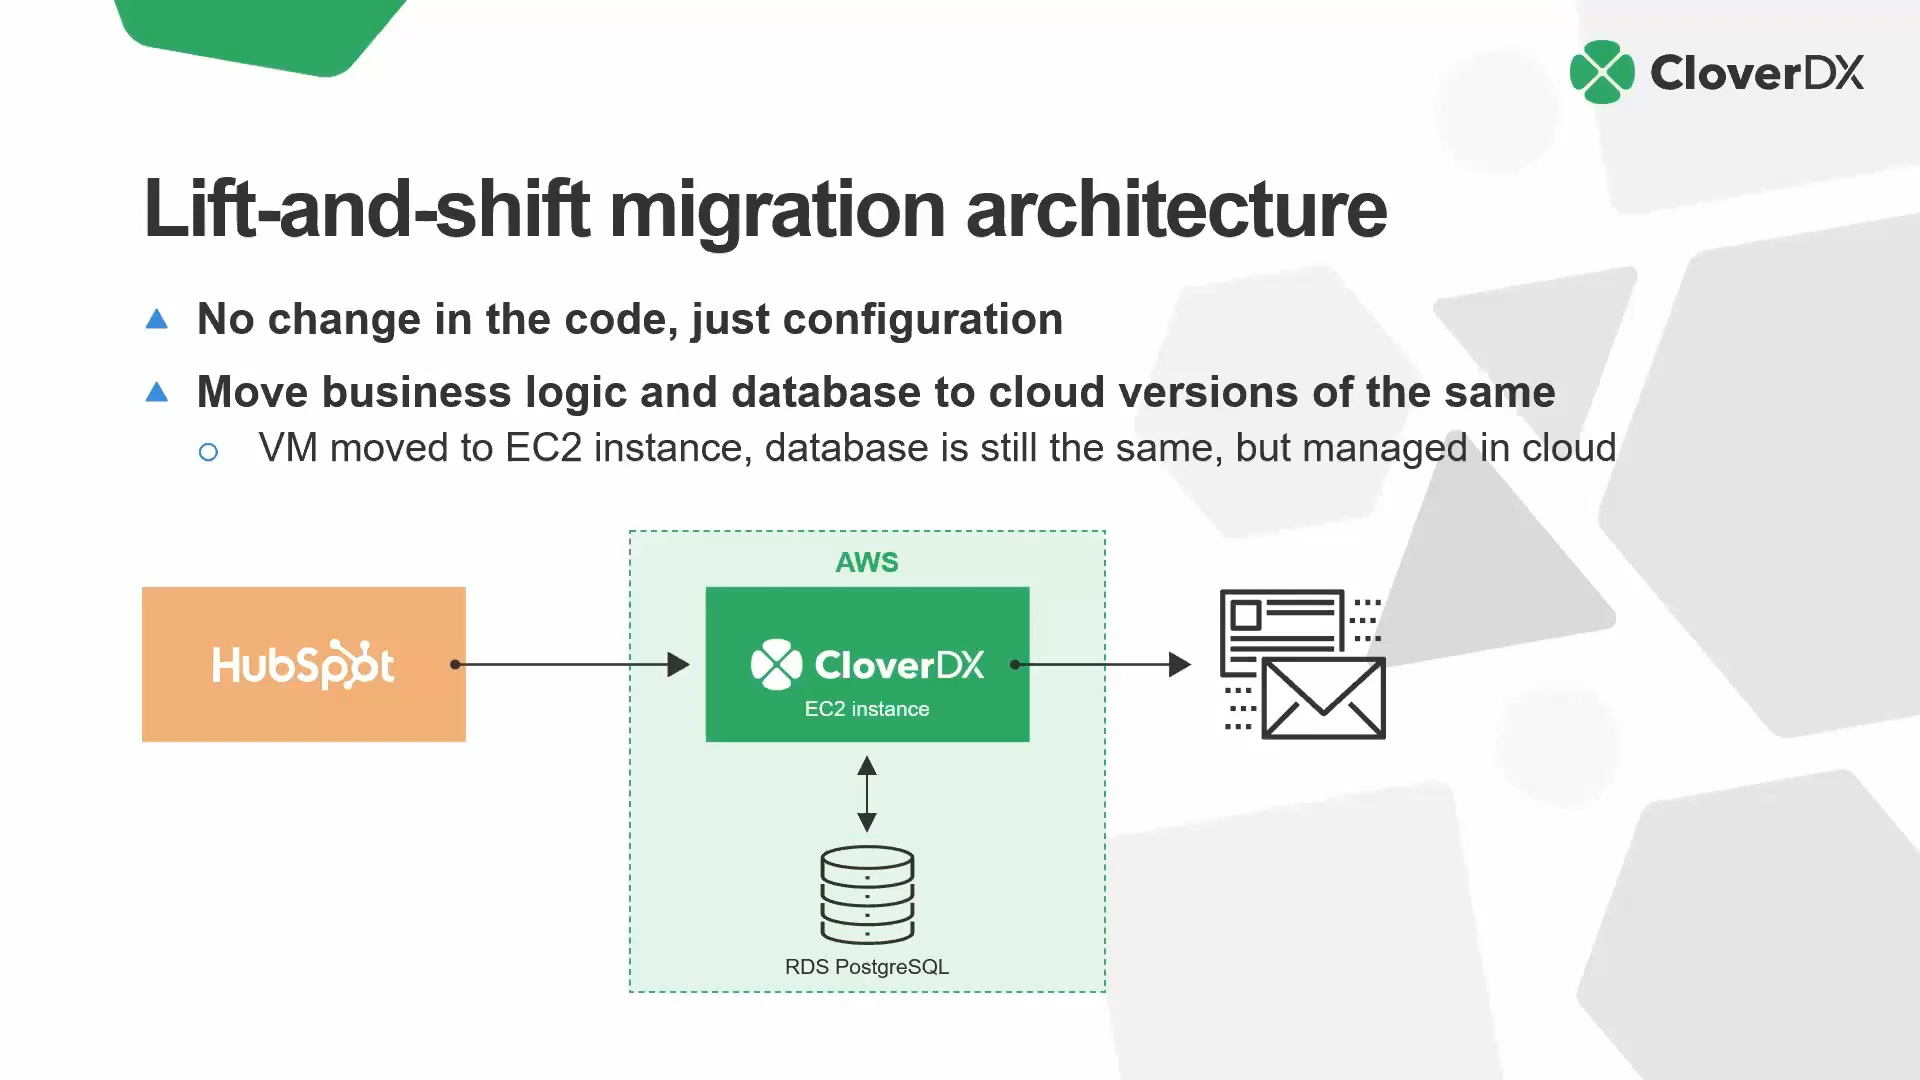 CloverDX
Lift-and-shift migration architecture
No change in the code, just configuration
Move business logic and database to cloud versions of the same
VM moved to EC2 instance, database is still the same, but managed in cloud
AWS
HubSpot
CloverDX
EC2 instance
RDS PostgreSQL